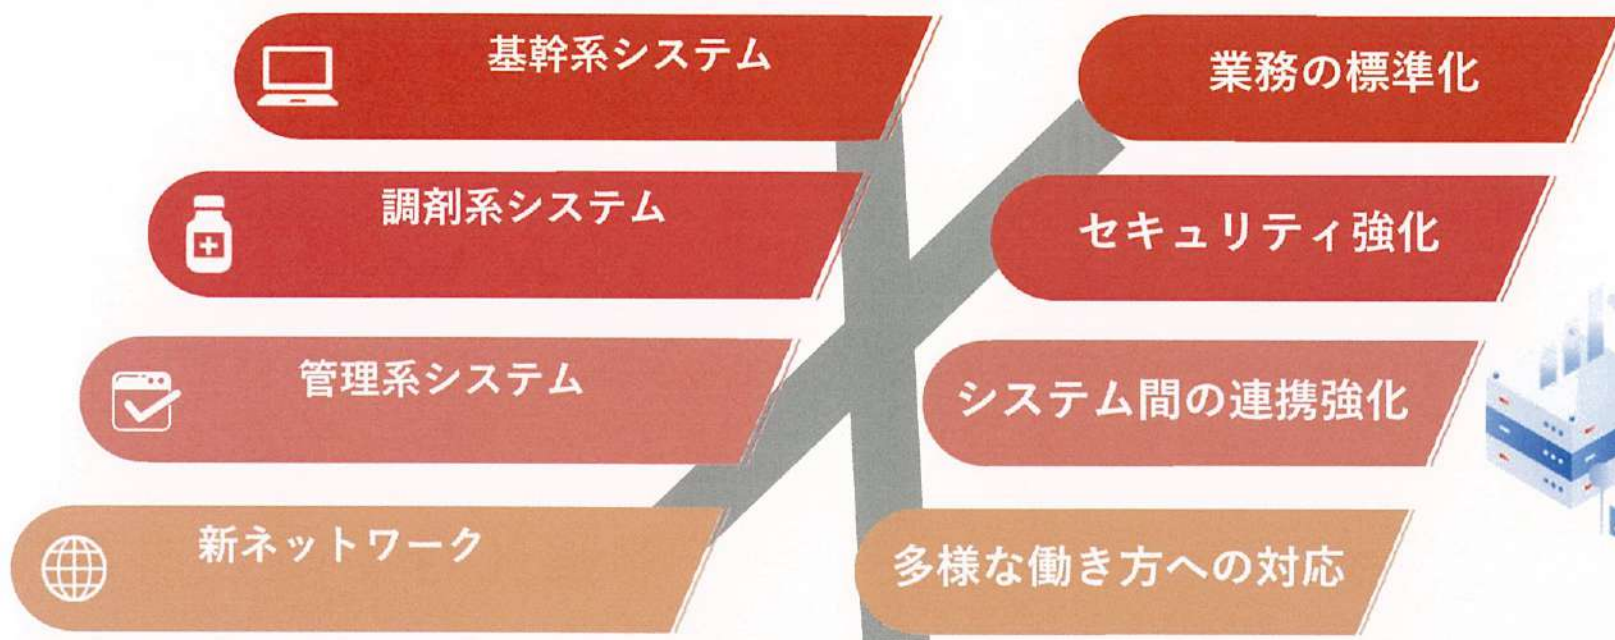 基幹系システム
調剤系システム
管理系システム
新ネットワーク
業務の標準化
セキュリティ強化
システム間の連携強化
多様な働き方への対応